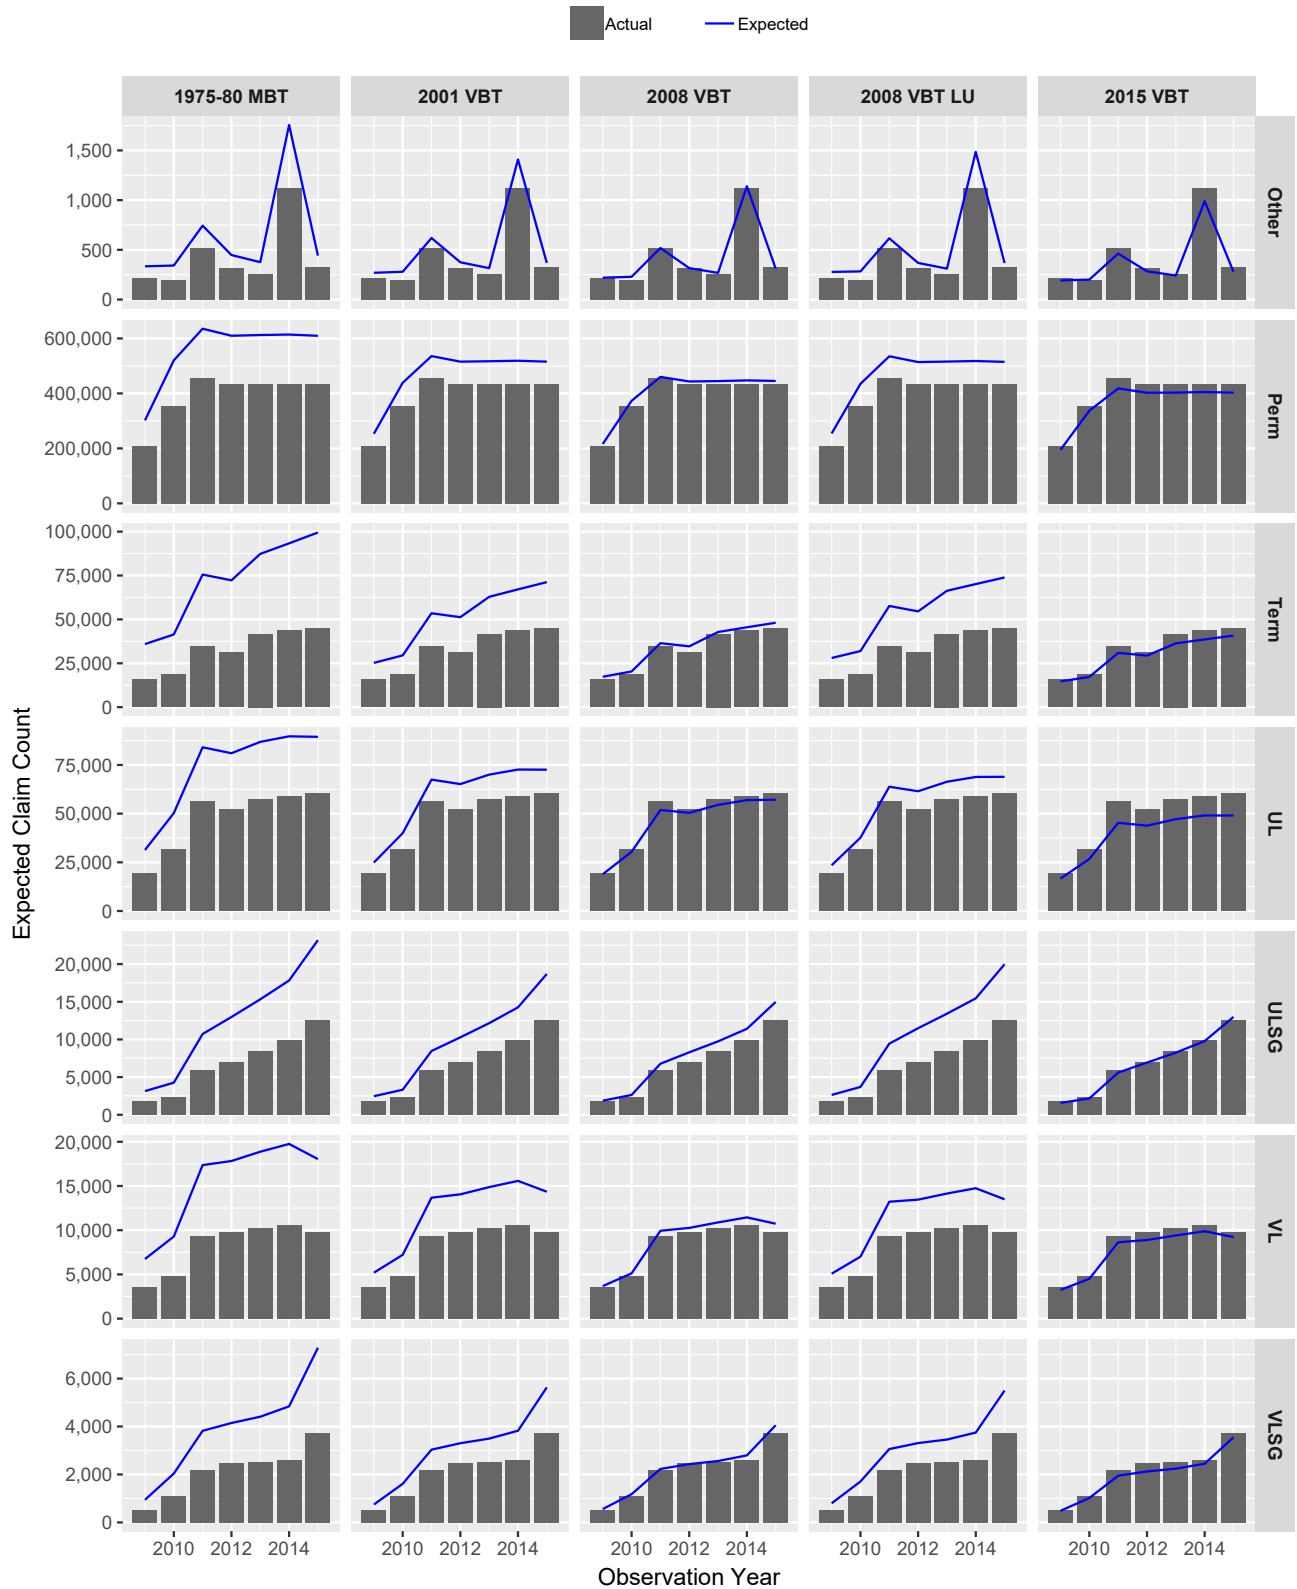 Actual Expected
1975-80 MBT 2001 VBT 2008 VBT 2008 VBT LU 2015 VBT
1,500
1,000
500
0
Other
600,000
400,000
200,000
0
Perm
100,000
75,000
50,000
25,000
0
Term
Expected Claim Count
75,000
50,000
25,000
0
UL
20,000
15,000
10,000
5,000
0
ULSG
20,000
15,000
10,000
5,000
0
VL
6,000
4,000
2,000
0
VLSG
2010 2012 2014 2010 2012 2014 2010 2012 2014 2010 2012 2014 2010 2012 2014
Observation Year